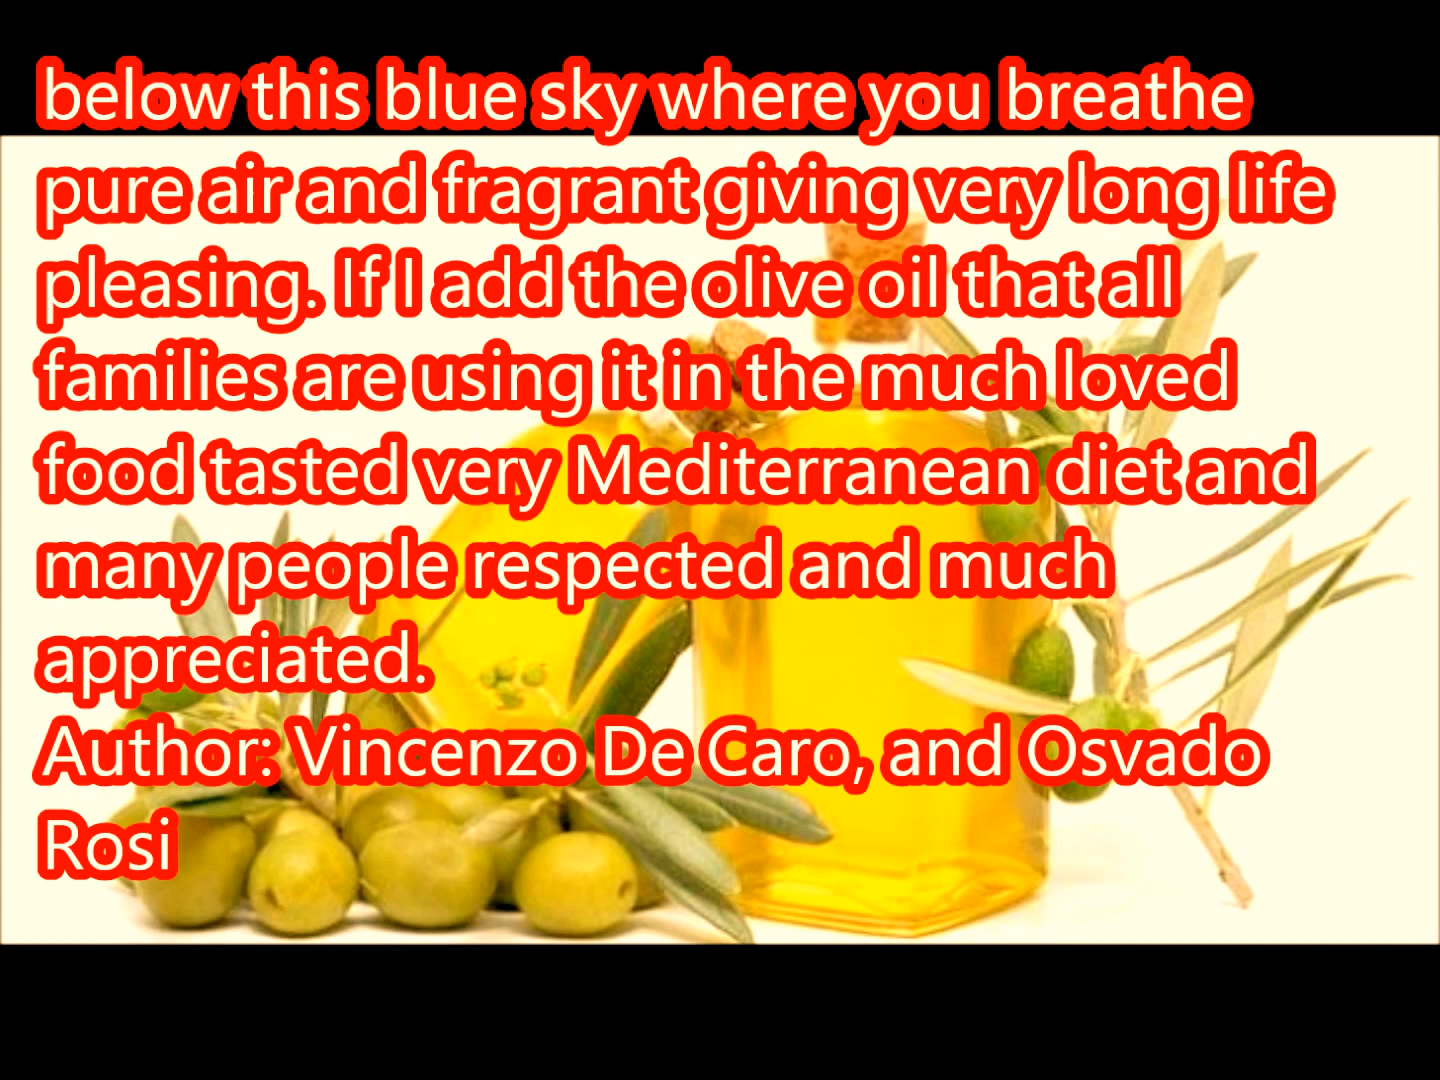 below this blue sky where you breathe
pure air and fragrant giving very long life
pleasing. If I add the olive oil that all
families are using it in the much loved
food tasted very Mediterranean diet and
many people respected and much
appreciated.
Author: Vincenzo De Caro, and Osvado
Rosi